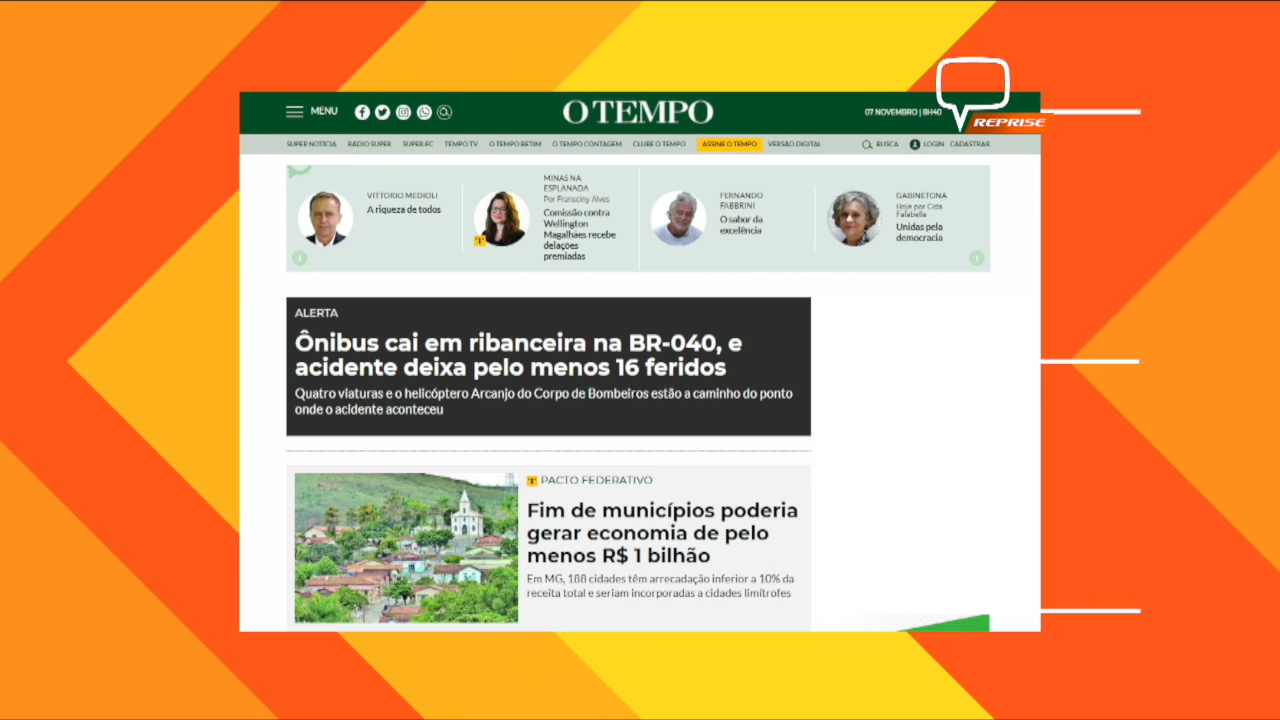 MENU
O TEMPO
07 NOVEMBRO | 8H40
REPRISE
SUPER NOTÍCIA RÁDIO SUPER SUPER.FC TEMPO TV O TEMPO BETIM O TEMPO CONTAGEM CLUBE O TEMPO ASSINE O TEMPO VERSÃO DIGITAL BUSCA LOGIN CADASTRAR
VITTORIO MEDIOLI
A riqueza de todos
MINAS NA
ESPLANADA
Por Fransciny Alves
Comissão contra
Wellington
Magalhães recebe
delações
premiadas
T
FERNANDO
FABBRINI
O sabor da
excelência
GABINETONA
Hoje por Cida
Falabella
Unidas pela
democracia
ALERTA
Ônibus cai em ribanceira na BR-040, e
acidente deixa pelo menos 16 feridos
Quatro viaturas e o helicóptero Arcanjo do Corpo de Bombeiros estão a caminho do ponto
onde o acidente aconteceu
T PACTO FEDERATIVO
Fim de municípios poderia
gerar economia de pelo
menos R$ 1 bilhão
Em MG, 188 cidades têm arrecadação inferior a 10% da
receita total e seriam incorporadas a cidades limítrofes